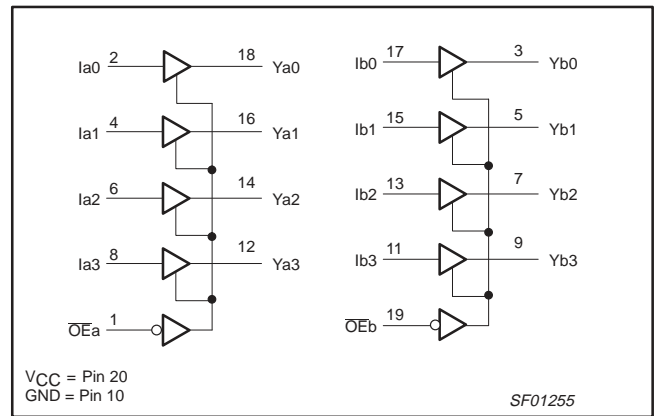 Ia0 2 18 Ya0
Ia1 4 16 Ya1
Ia2 6 14 Ya2
Ia3 8 12 Ya3
OEa 1
Ib0 17 3 Yb0
Ib1 15 5 Yb1
Ib2 13 7 Yb2
Ib3 11 9 Yb3
OEb 19
VCC = Pin 20
GND = Pin 10
SF01255